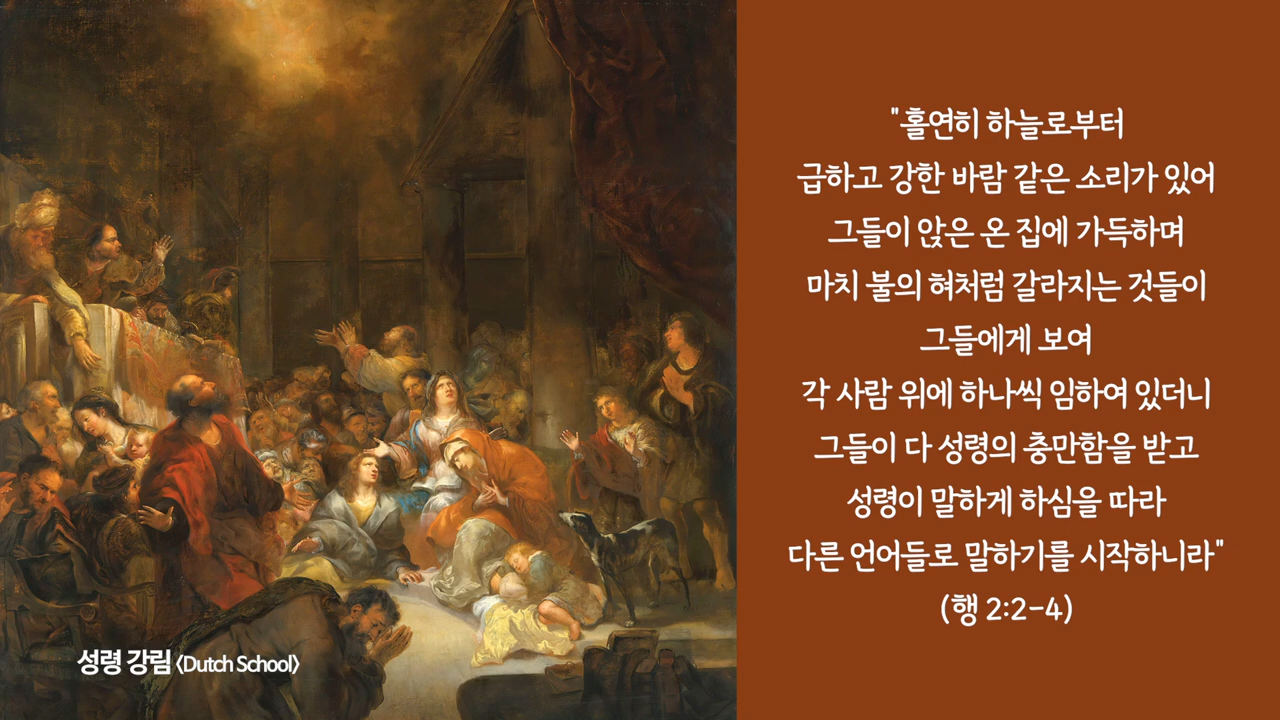 "홀연히 하늘로부터
급하고 강한 바람 같은 소리가 있어
그들이 앉은 온 집에 가득하며
마치 불의 혀처럼 갈라지는 것들이
그들에게 보여
각 사람 위에 하나씩 임하여 있더니
그들이 다 성령의 충만함을 받고
성령이 말하게 하심을 따라
다른 언어들로 말하기를 시작하니라"
(행 2:2-4)
성령 강림 〈Dutch School〉